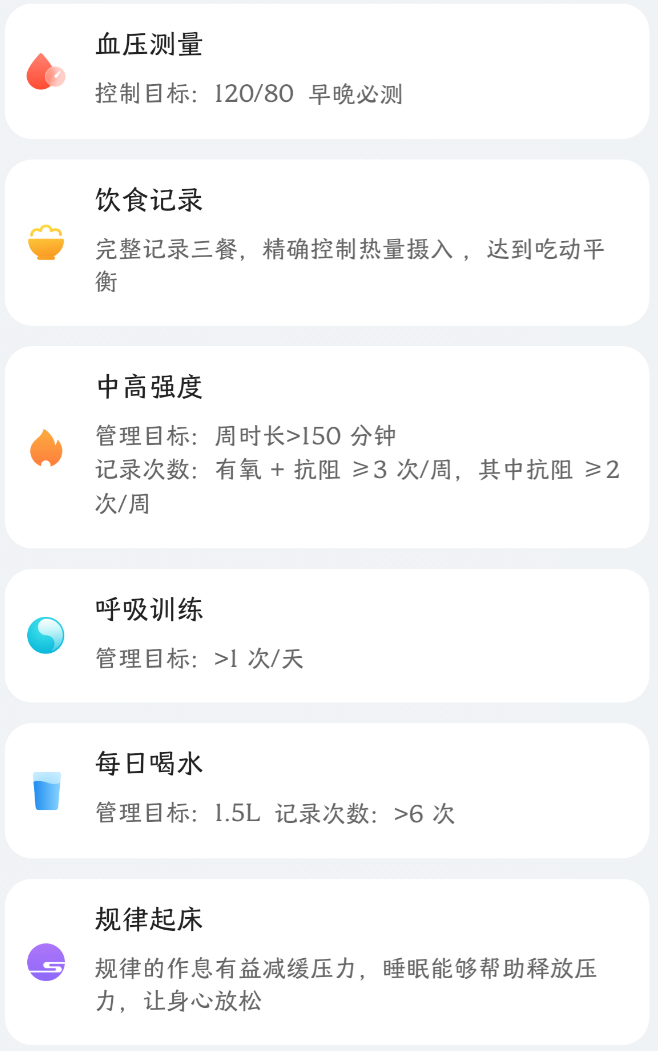 血压测量
控制目标：120/80 早晚必测
饮食记录
完整记录三餐，精确控制热量摄入 ，达到吃动平
衡
中高强度
管理目标：周时长>150 分钟
记录次数：有氧 + 抗阻 ≥3 次/周，其中抗阻 ≥2
次/周
呼吸训练
管理目标：>1 次/天
每日喝水
管理目标：1.5L 记录次数：>6 次
规律起床
规律的作息有益减缓压力，睡眠能够帮助释放压
力，让身心放松